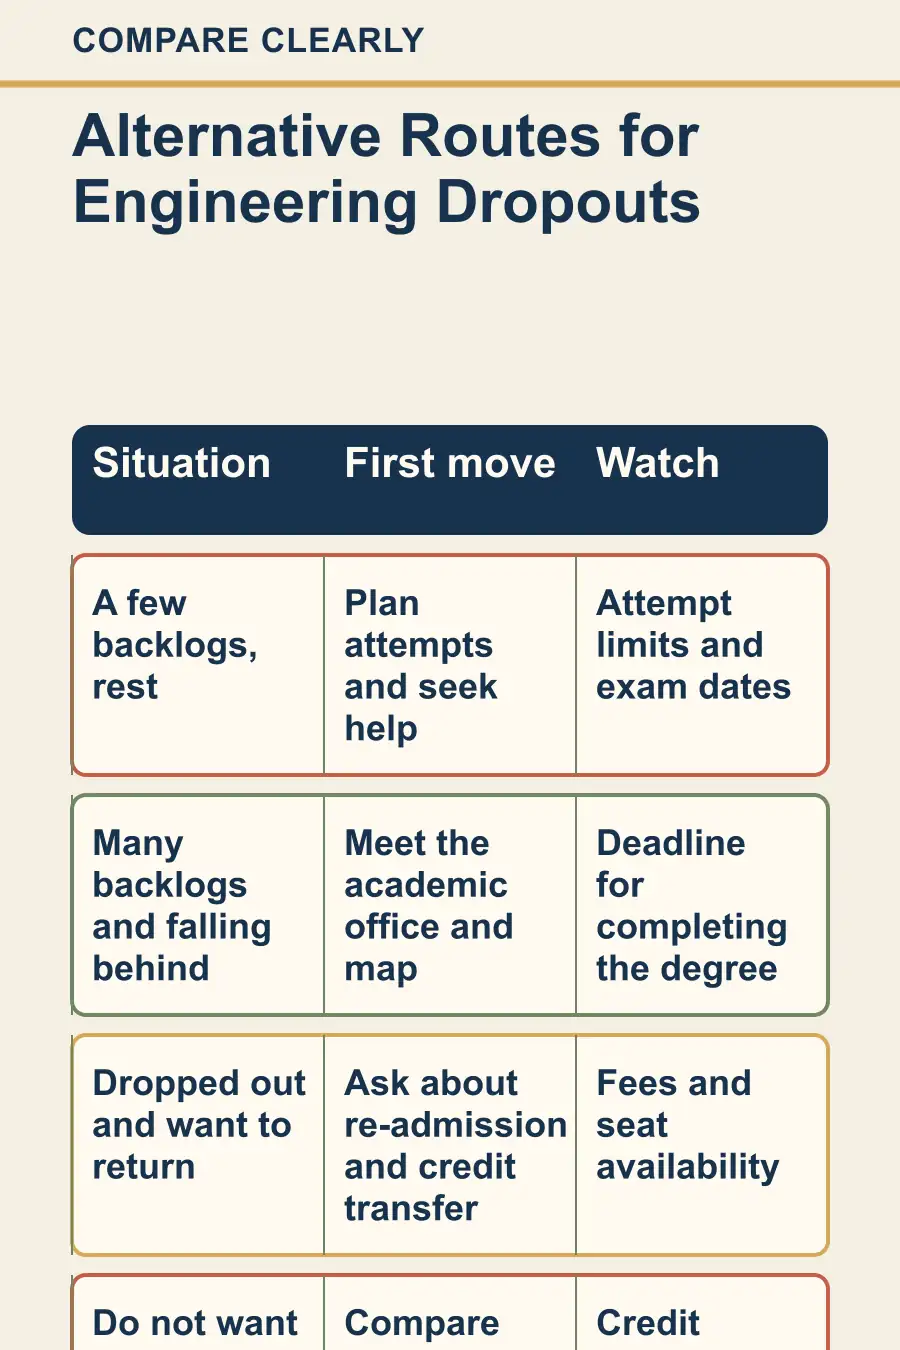 COMPARE CLEARLY
Alternative Routes for
Engineering Dropouts
Situation
First move
Watch
A few
backlogs,
rest
Plan
attempts
and seek
help
Attempt
limits and
exam dates
Many
backlogs
and falling
behind
Meet the
academic
office and
map
Deadline
for
completing
the degree
Dropped out
and want to
return
Ask about
re-admission
and credit
transfer
Fees and
seat
availability
Do not want
Compare
Credit